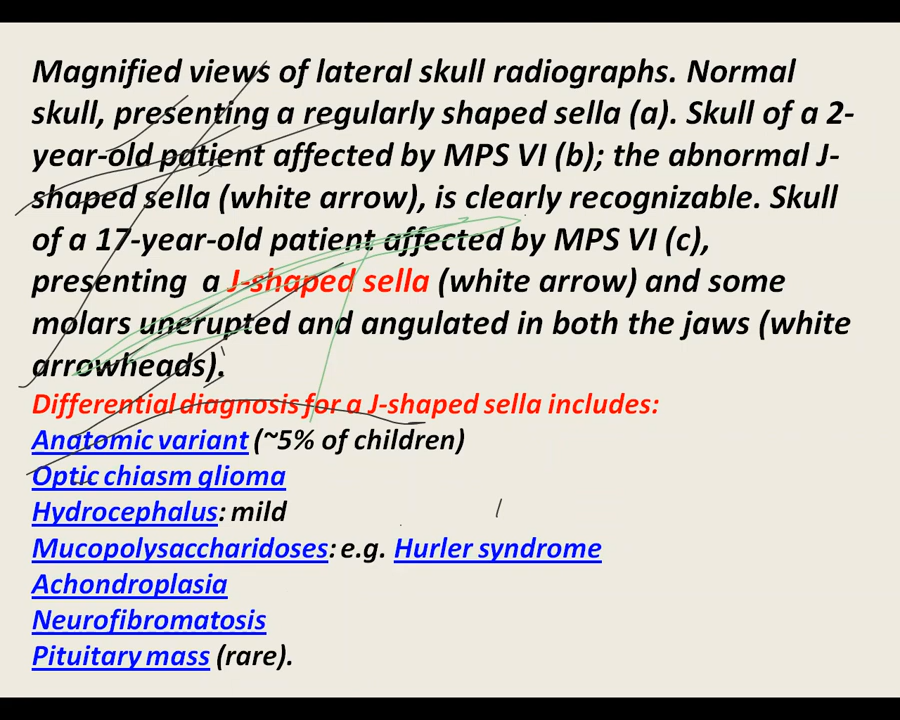 Magnified views of lateral skull radiographs. Normal
skull, presenting a regularly shaped sella (a). Skull of a 2-
year-old patient affected by MPS VI (b); the abnormal J-
shaped sella (white arrow), is clearly recognizable. Skull
of a 17-year-old patient affected by MPS VI (c),
presenting a J-shaped sella (white arrow) and some
molars unerupted and angulated in both the jaws (white
arrowheads).
Differential diagnosis for a J-shaped sella includes:
Anatomic variant (~5% of children)
Optic chiasm glioma
Hydrocephalus: mild
Mucopolysaccharidoses: e.g. Hurler syndrome
Achondroplasia
Neurofibromatosis
Pituitary mass (rare).